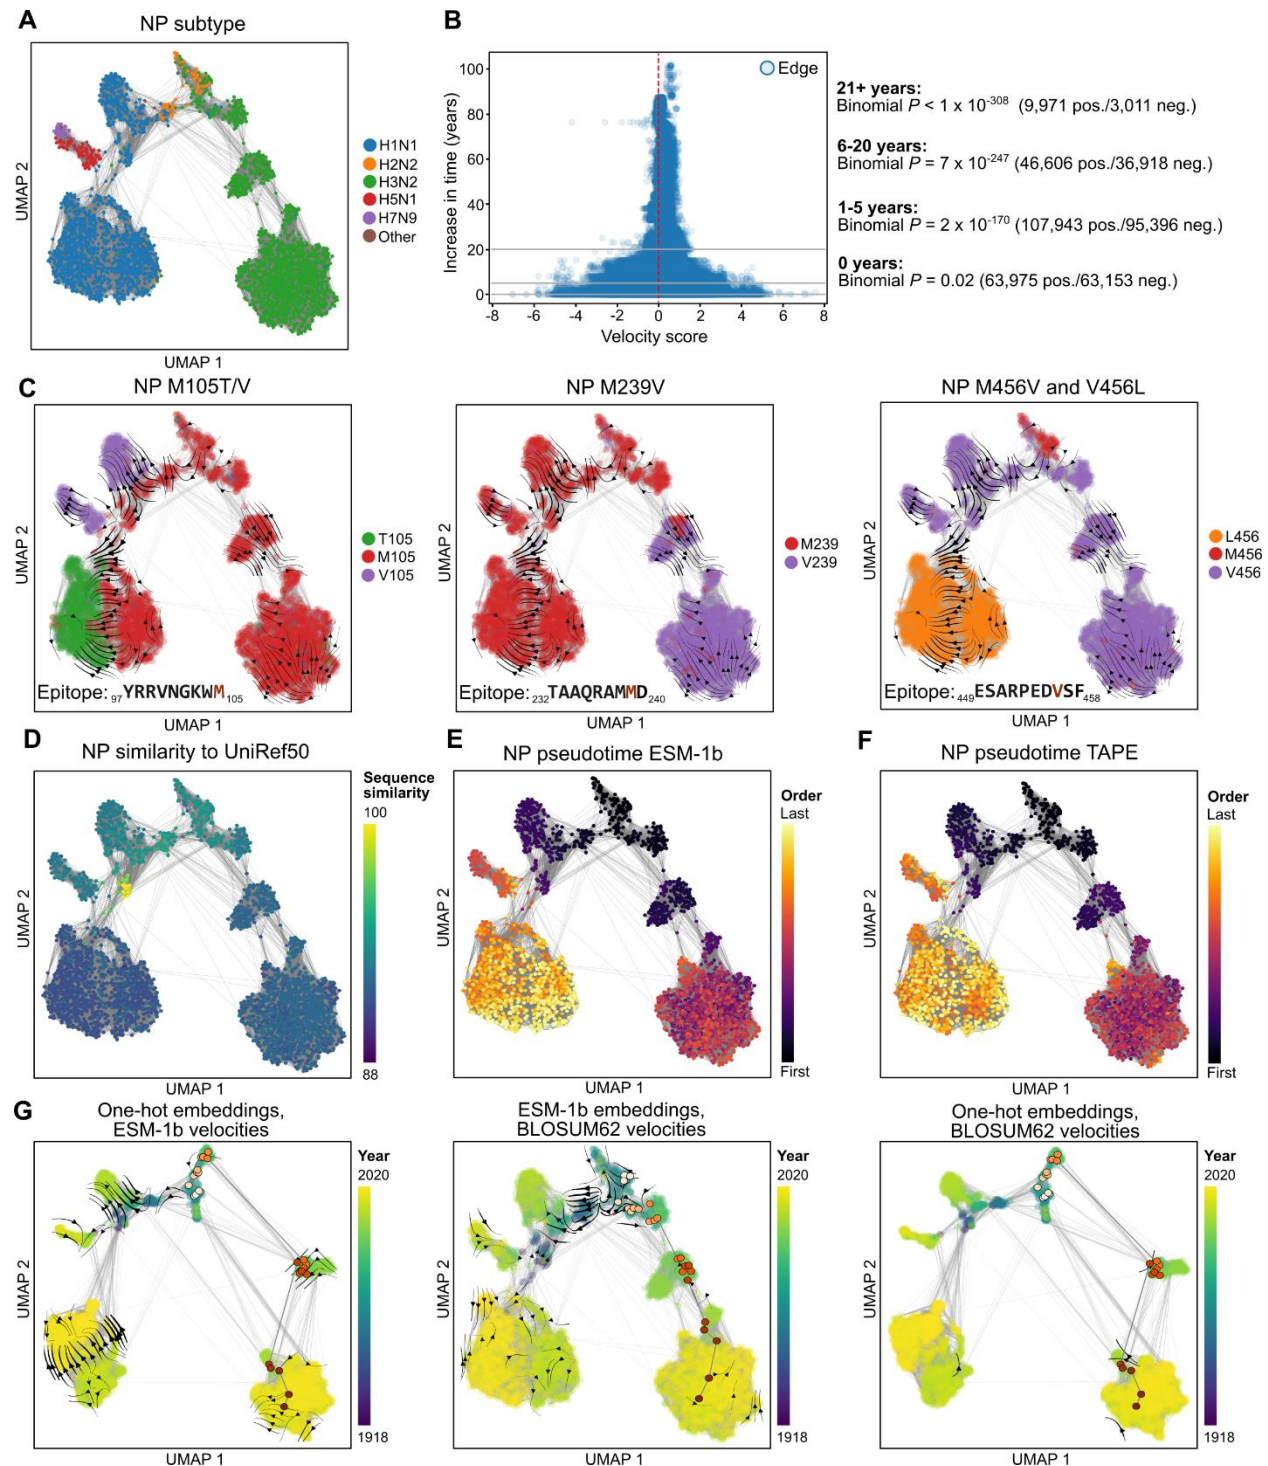 A
NP subtype
UMAP 2
UMAP 1
H1N1
H2N2
H3N2
H5N1
H7N9
Other
B
Increase in time (years)
100
80
60
40
20
0
-8 -6 -4 -2 0 2 4 6 8
Velocity score
Edge
21+ years:
Binomial P < 1 x 10-308 (9,971 pos./3,011 neg.)
6-20 years:
Binomial P = 7 x 10-247 (46,606 pos./36,918 neg.)
1-5 years:
Binomial P = 2 x 10-170 (107,943 pos./95,396 neg.)
0 years:
Binomial P = 0.02 (63,975 pos./63,153 neg.)
C
NP M105T/V
UMAP 2
Epitope: 97YRRVNGKWM105
UMAP 1
T105
M105
V105
NP M239V
UMAP 2
Epitope: 232TAAQRAMMD240
UMAP 1
M239
V239
NP M456V and V456L
UMAP 2
Epitope: 449ESARPEDVSF458
UMAP 1
L456
M456
V456
D
NP similarity to UniRef50
UMAP 2
UMAP 1
Sequence
similarity
100
88
E
NP pseudotime ESM-1b
UMAP 2
UMAP 1
Order
Last
First
F
NP pseudotime TAPE
UMAP 2
UMAP 1
Order
Last
First
G
One-hot embeddings,
ESM-1b velocities
UMAP 2
UMAP 1
Year
2020
1918
ESM-1b embeddings,
BLOSUM62 velocities
UMAP 2
UMAP 1
Year
2020
1918
One-hot embeddings,
BLOSUM62 velocities
UMAP 2
UMAP 1
Year
2020
1918